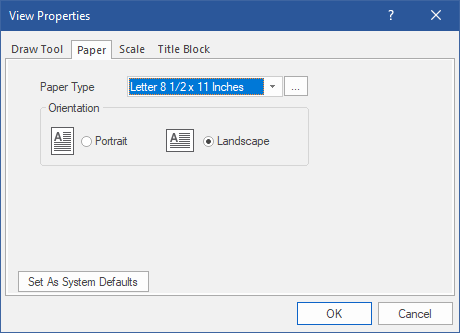 View Properties
?
Draw Tool Paper Scale Title Block
Paper Type Letter 8 1/2 x 11 Inches ...
Orientation
A Portrait A Landscape
Set As System Defaults
OK Cancel